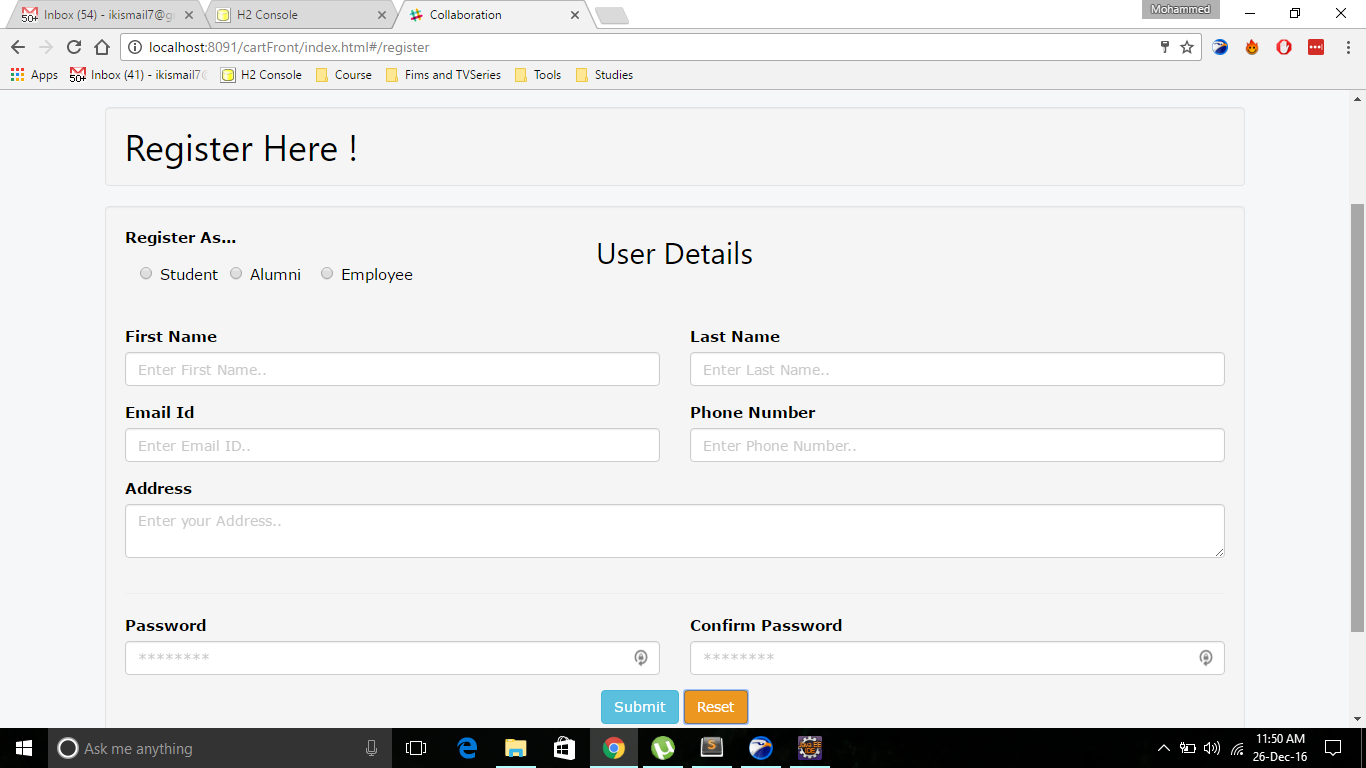 Inbox (54) - ikismail7@g
H2 Console
Collaboration
Mohammed
localhost:8091/cartFront/index.html#/register
Apps
Inbox (41) - ikismail7@
H2 Console
Course
Fims and TVSeries
Tools
Studies
Register Here !
Register As...
User Details
Student
Alumni
Employee
First Name
Last Name
Enter First Name..
Enter Last Name..
Email Id
Phone Number
Enter Email ID..
Enter Phone Number..
Address
Enter your Address..
Password
Confirm Password
********
********
Submit
Reset
Ask me anything
11:50 AM
26-Dec-16